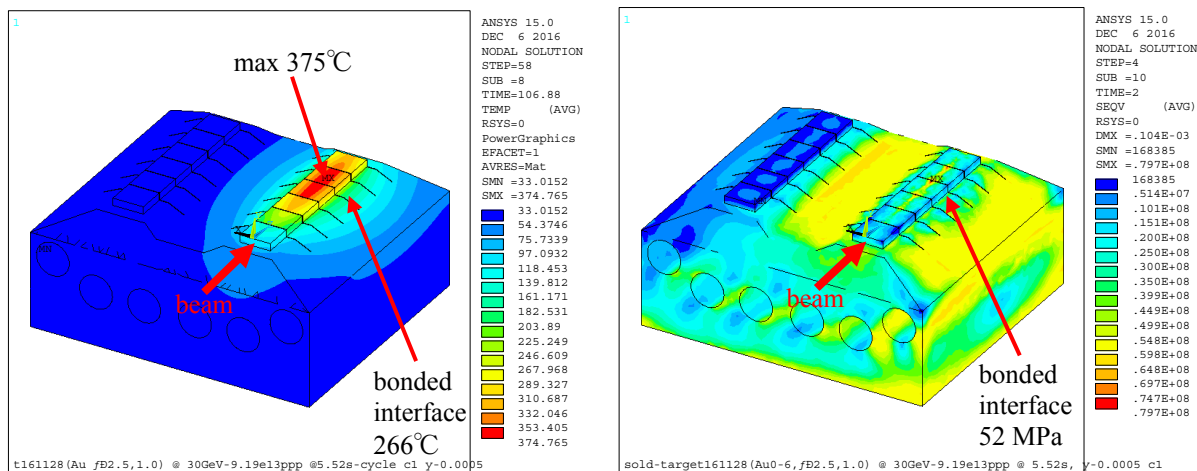 1
max 375℃
MX
MN
beam
bonded
interface
266℃
ANSYS 15.0
DEC 6 2016
NODAL SOLUTION
STEP=58
SUB =8
TIME=106.88
TEMP (AVG)
RSYS=0
PowerGraphics
EFACET=1
AVRES=Mat
SMN =33.0152
SMX =374.765
33.0152
54.3746
75.7339
97.0932
118.453
139.812
161.171
182.531
203.89
225.249
246.609
267.968
289.327
310.687
332.046
353.405
374.765
t161128(Au ƒÐ2.5,1.0) @ 30GeV-9.19e13ppp @5.52s-cycle c1 y-0.0005
1
MX
beam
bonded
interface
52 MPa
ANSYS 15.0
DEC 6 2016
NODAL SOLUTION
STEP=4
SUB =10
TIME=2
SEQV (AVG)
RSYS=0
DMX =.104E-03
SMN =168385
SMX =.797E+08
168385
.514E+07
.101E+08
.151E+08
.200E+08
.250E+08
.300E+08
.350E+08
.399E+08
.449E+08
.499E+08
.548E+08
.598E+08
.648E+08
.697E+08
.747E+08
.797E+08
sold-target161128(Au0-6,ƒÐ2.5,1.0) @ 30GeV-9.19e13ppp @ 5.52s, y-0.0005 c1